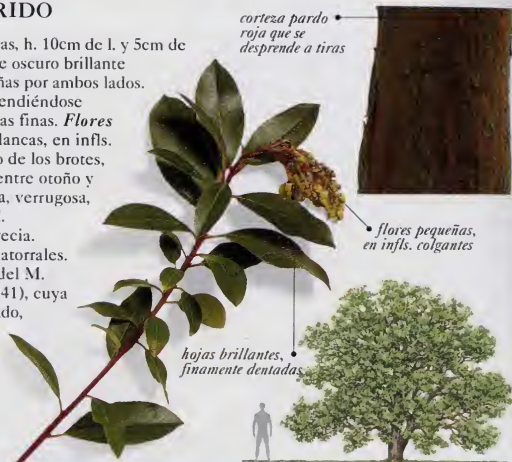 RIDO
as, h. 10cm de l. y 5cm de
e oscuro brillante
ñas por ambos lados.
endiéndose
as finas. Flores
lancas, en infls.
o de los brotes,
entre otoño y
a, verrugosa,
ecia.
atorrales.
del M.
41), cuya
do,
corteza pardo
roja que se
desprende a tiras
flores pequeñas,
en infls. colgantes
hojas brillantes,
finamente dentadas